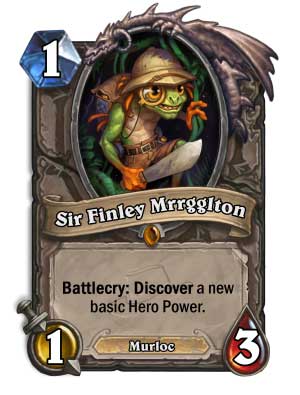 1
Sir Finley Mrrgglton
Battlecry: Discover a new
basic Hero Power.
Murloc
1
3